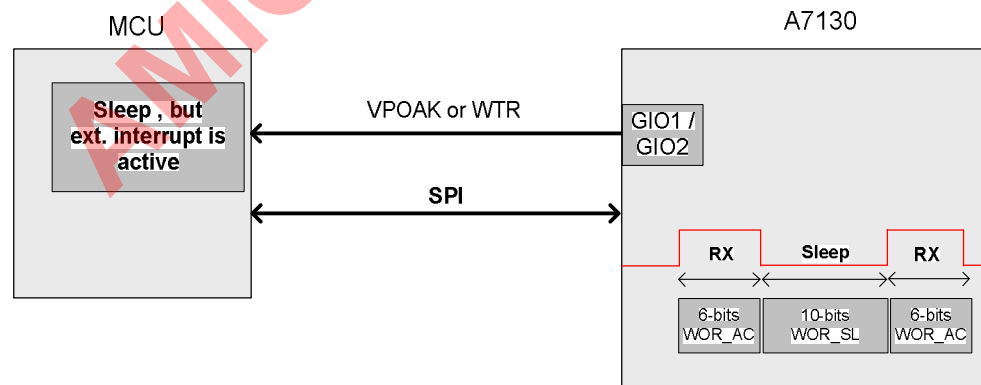 MCU
A7130
Sleep , but
ext. interrupt is
active
VPOAK or WTR
GIO1 /
GIO2
SPI
RX
Sleep
RX
6-bits
WOR_AC
10-bits
WOR_SL
6-bits
WOR_AC